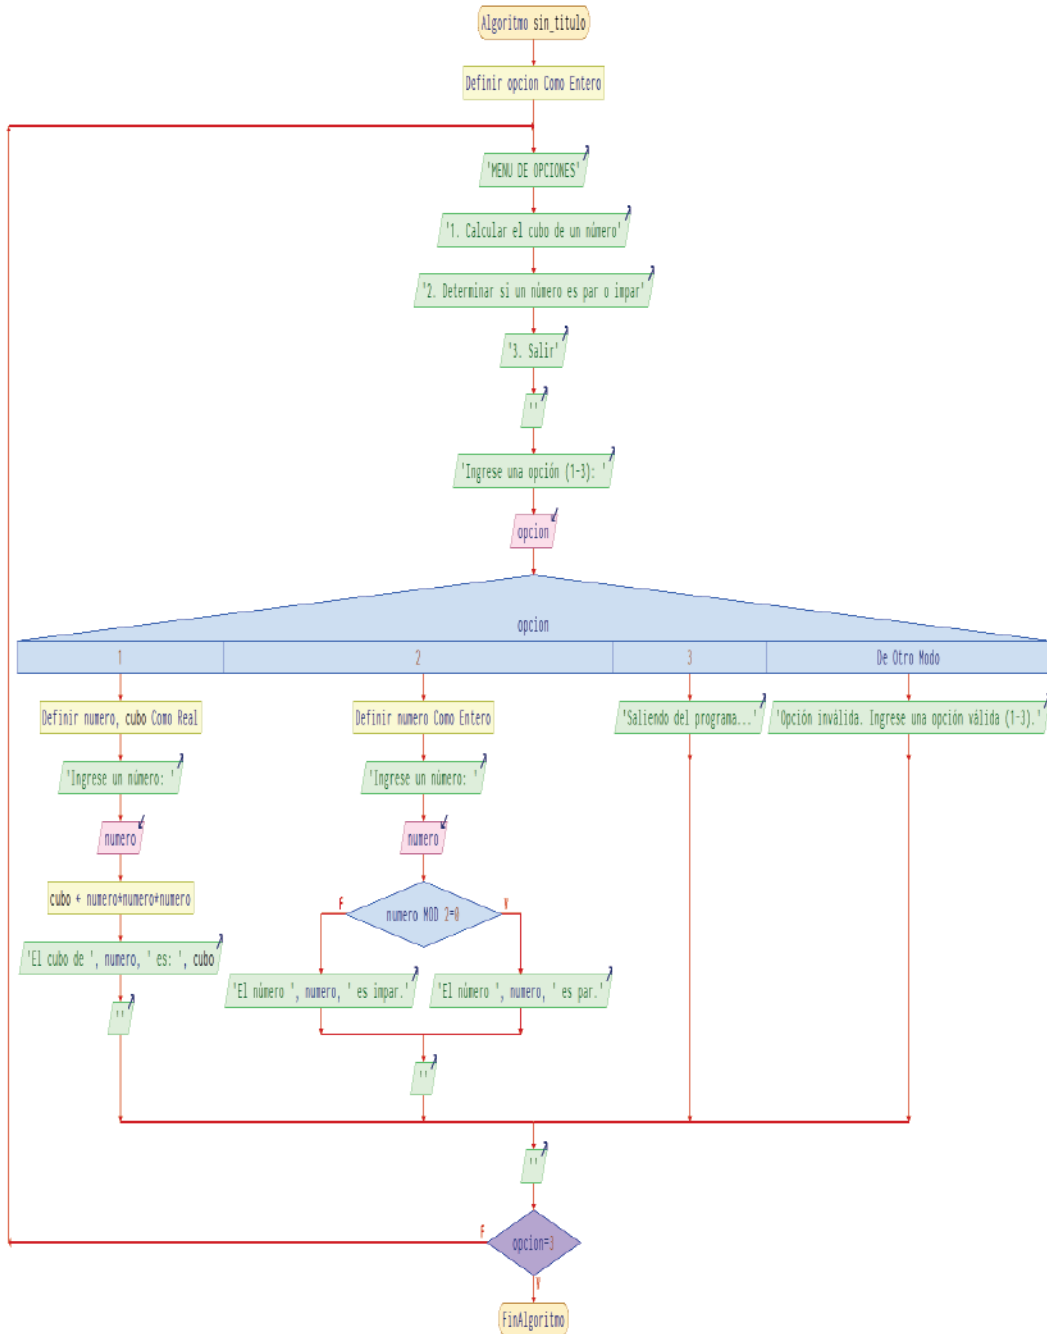 Algoritmo sin_titulo
Definir opcion Como Entero
'MENU DE OPCIONES'
'1. Calcular el cubo de un número'
'2. Determinar si un número es par o impar'
'3. Salir'
''
'Ingrese una opción (1-3): '
opcion
opcion
1
2
3
De Otro Modo
Definir numero, cubo Como Real
'Ingrese un número: '
numero
cubo ← numero*numero*numero
'El cubo de ', numero, ' es: ', cubo
''
Definir numero Como Entero
'Ingrese un número: '
numero
numero MOD 2=0
F
V
'El número ', numero, ' es impar.'
'El número ', numero, ' es par.'
''
'Saliendo del programa...'
'Opción inválida. Ingrese una opción válida (1-3).'
''
opcion=3
F
V
FinAlgoritmo